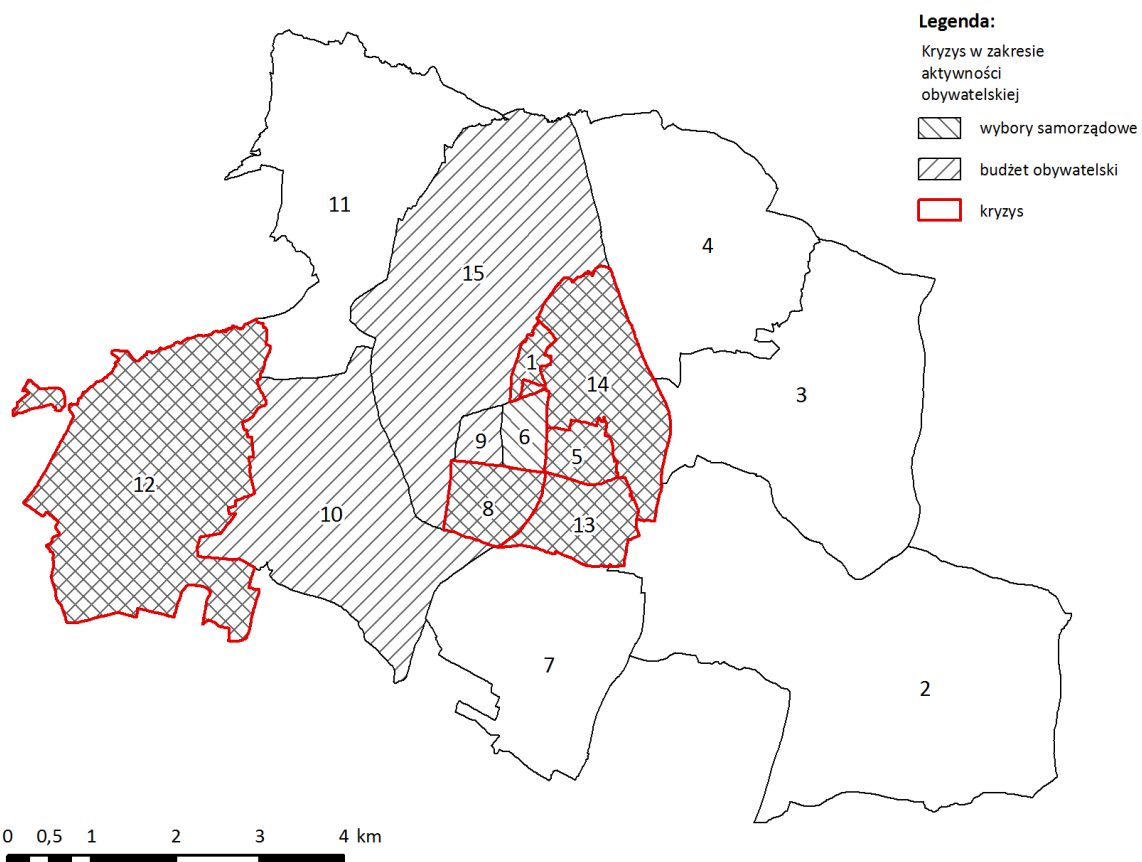 Legenda:
Kryzys w zakresie
aktywności
obywatelskiej
wybory samorządowe
budżet obywatelski
kryzys
11
4
15
1
14
3
9
6
5
12
10
8
13
7
2
0 0,5 1 2 3 4 km